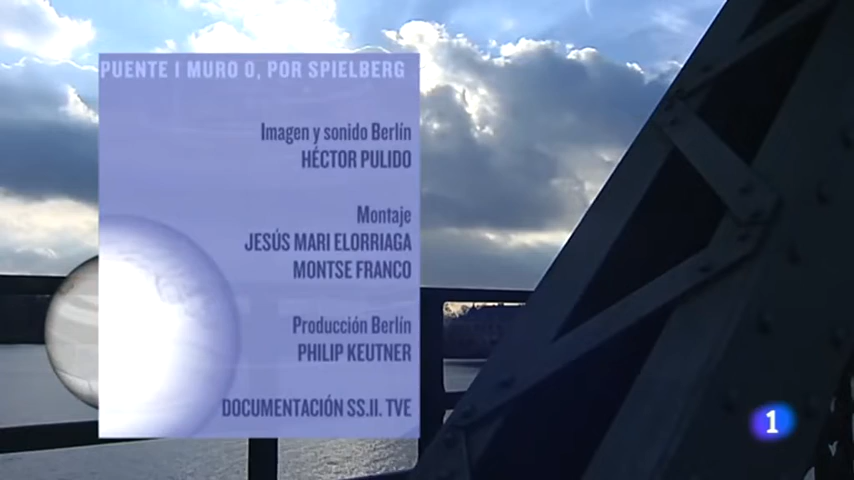 PUENTE I MURO 0, POR SPIELBERG
Imagen y sonido Berlín
HÉCTOR PULIDO
Montaje
JESÚS MARI ELORRIAGA
MONTSE FRANCO
Producción Berlín
PHILIP KEUTNER
DOCUMENTACIÓN SS.II. TVE
1